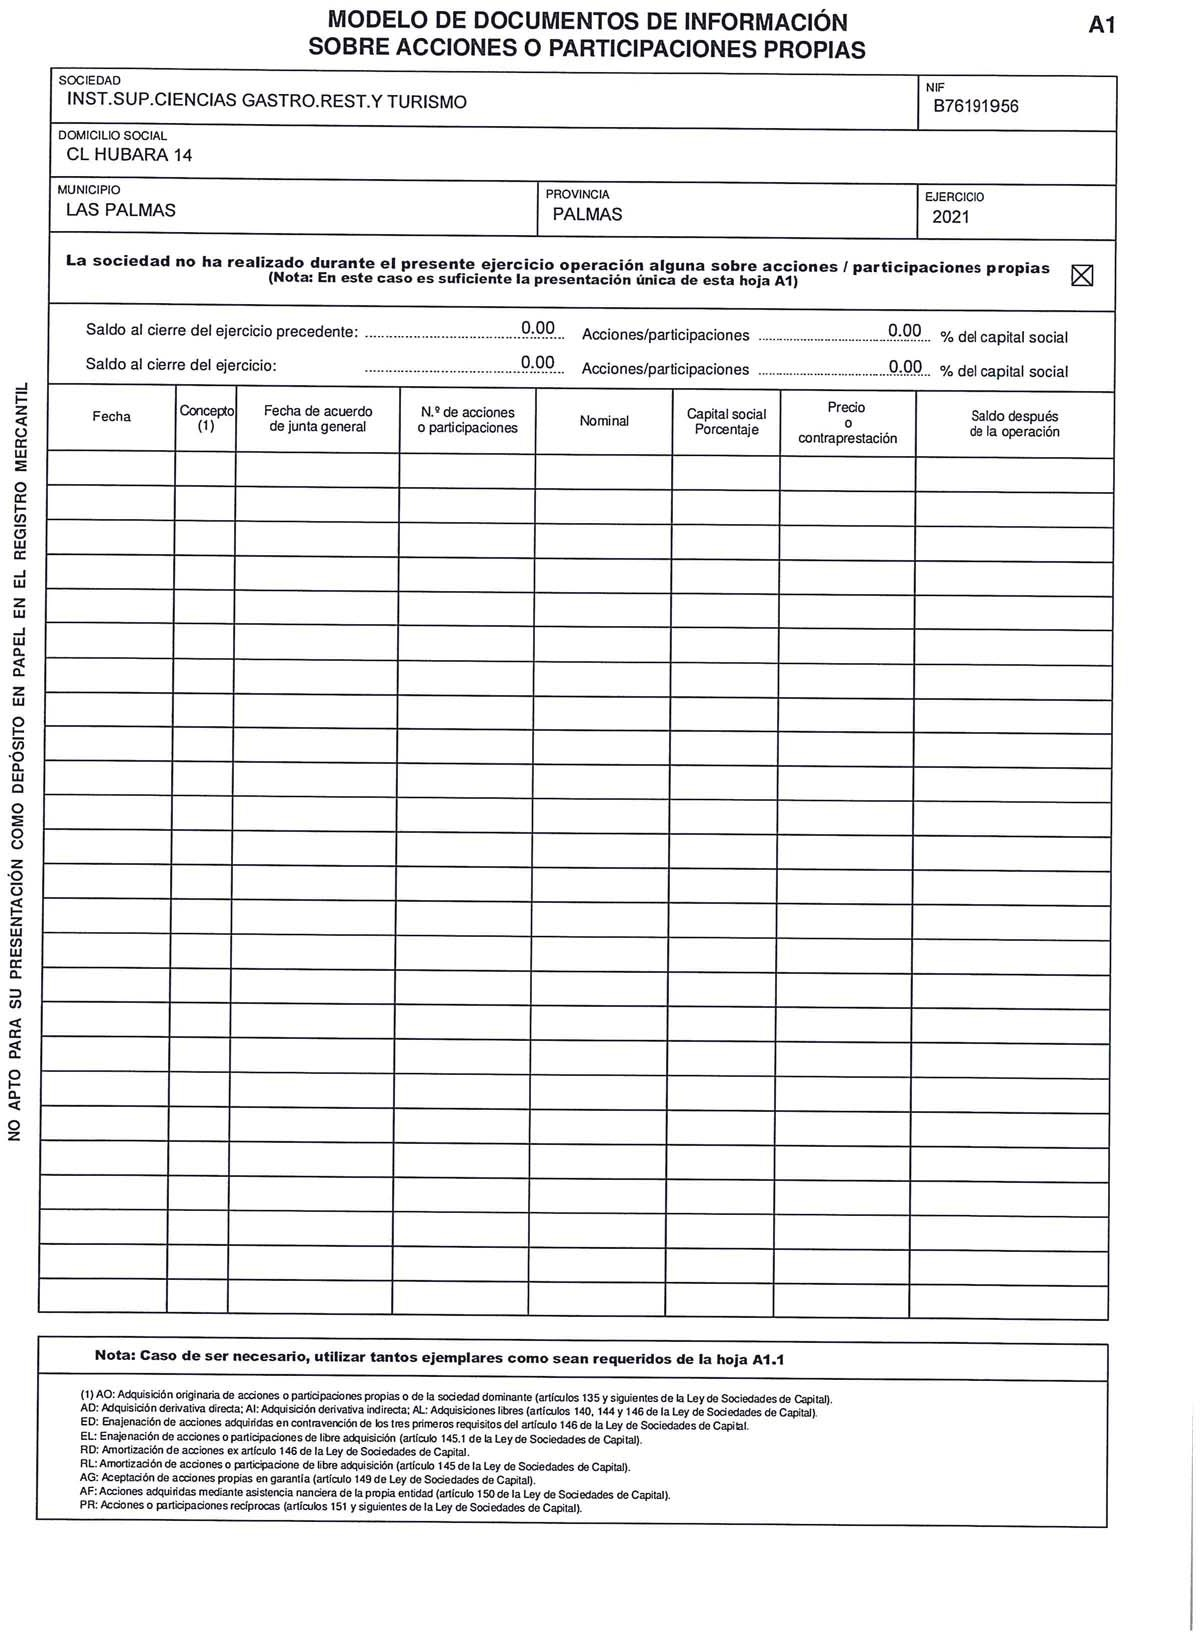 MODELO DE DOCUMENTOS DE INFORMACIÓN
SOBRE ACCIONES O PARTICIPACIONES PROPIAS
A1
SOCIEDAD
INST.SUP.CIENCIAS GASTRO.REST.Y TURISMO
NIF
B76191956
DOMICILIO SOCIAL
CL HUBARA 14
MUNICIPIO
LAS PALMAS
PROVINCIA
PALMAS
EJERCICIO
2021
La sociedad no ha realizado durante el presente ejercicio operación alguna sobre acciones / participaciones propias
(Nota: En este caso es suficiente la presentación única de esta hoja A1)
Saldo al cierre del ejercicio precedente: 0.00 Acciones/participaciones 0.00 % del capital social
Saldo al cierre del ejercicio: 0.00 Acciones/participaciones 0.00 % del capital social
Fecha
Concepto
(1)
Fecha de acuerdo
de junta general
N.º de acciones
o participaciones
Nominal
Capital social
Porcentaje
Precio
o
contraprestación
Saldo después
de la operación
NO APTO PARA SU PRESENTACIÓN COMO DEPÓSITO EN PAPEL EN EL REGISTRO MERCANTIL
Nota: Caso de ser necesario, utilizar tantos ejemplares como sean requeridos de la hoja A1.1
(1) AO: Adquisición originaria de acciones o participaciones propias o de la sociedad dominante (artículos 135 y siguientes de la Ley de Sociedades de Capital).
AD: Adquisición derivativa directa; AI: Adquisición derivativa indirecta; AL: Adquisiciones libres (artículos 140, 144 y 146 de la Ley de Sociedades de Capital).
ED: Enajenación de acciones adquiridas en contravención de los tres primeros requisitos del artículo 146 de la Ley de Sociedades de Capital.
EL: Enajenación de acciones o participaciones de libre adquisición (artículo 145.1 de la Ley de Sociedades de Capital).
RD: Amortización de acciones ex artículo 146 de la Ley de Sociedades de Capital.
RL: Amortización de acciones o participacione de libre adquisición (artículo 145 de la Ley de Sociedades de Capital).
AG: Aceptación de acciones propias en garantía (artículo 149 de Ley de Sociedades de Capital).
AF: Acciones adquiridas mediante asistencia nanciera de la propia entidad (artículo 150 de la Ley de Sociedades de Capital).
PR: Acciones o participaciones recíprocas (artículos 151 y siguientes de la Ley de Sociedades de Capital).